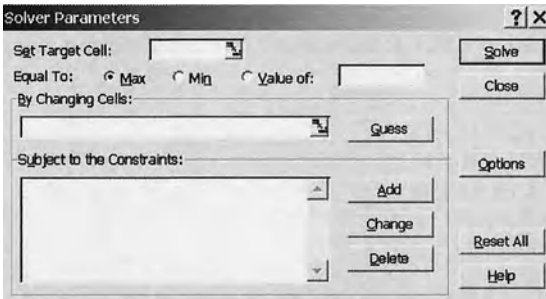 Solver Parameters ? X
Set Target Cell: Solve
Equal To: Max Min Value of: Close
By Changing Cells:
Guess
Subject to the Constraints: Options
Add
Change
Reset All
Delete
Help